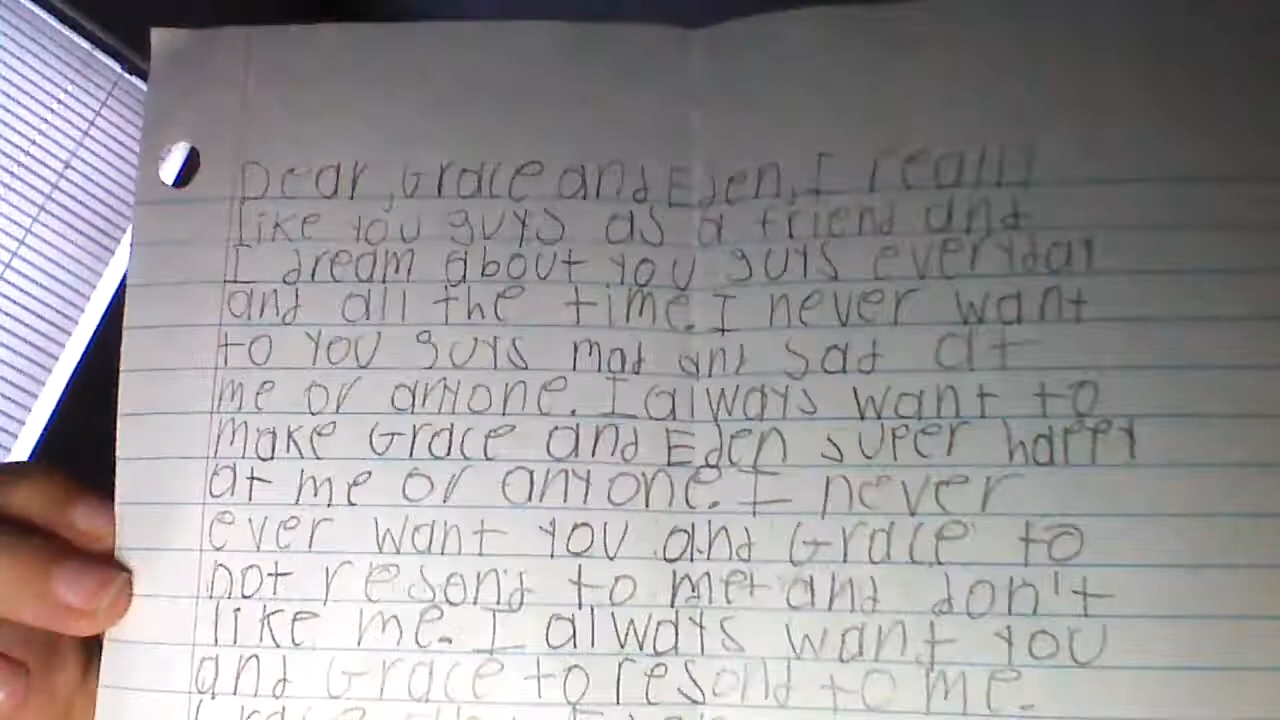 Dear, Grace and Eden, I really
like you guys as a friend and
I dream about you guys everyday
and all the time. I never want
to you guys mad and sad at
me or anyone. I always want to
make Grace and Eden super happy
at me or anyone. I never
ever want you and Grace to
not resond to me and don't
like me. I always want you
and Grace to resond to me.